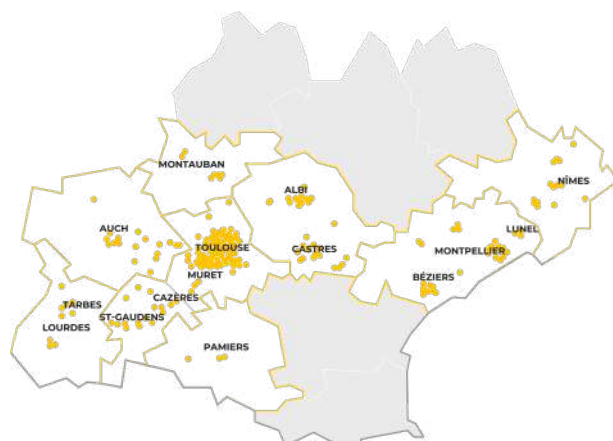 MONTAUBAN
ALBI
NÎMES
AUCH
LUNEL
TOULOUSE
CASTRES
MONTPELLIER
MURET
BÉZIERS
CAZÈRES
TARBES
ST-GAUDENS
LOURDES
PAMIERS